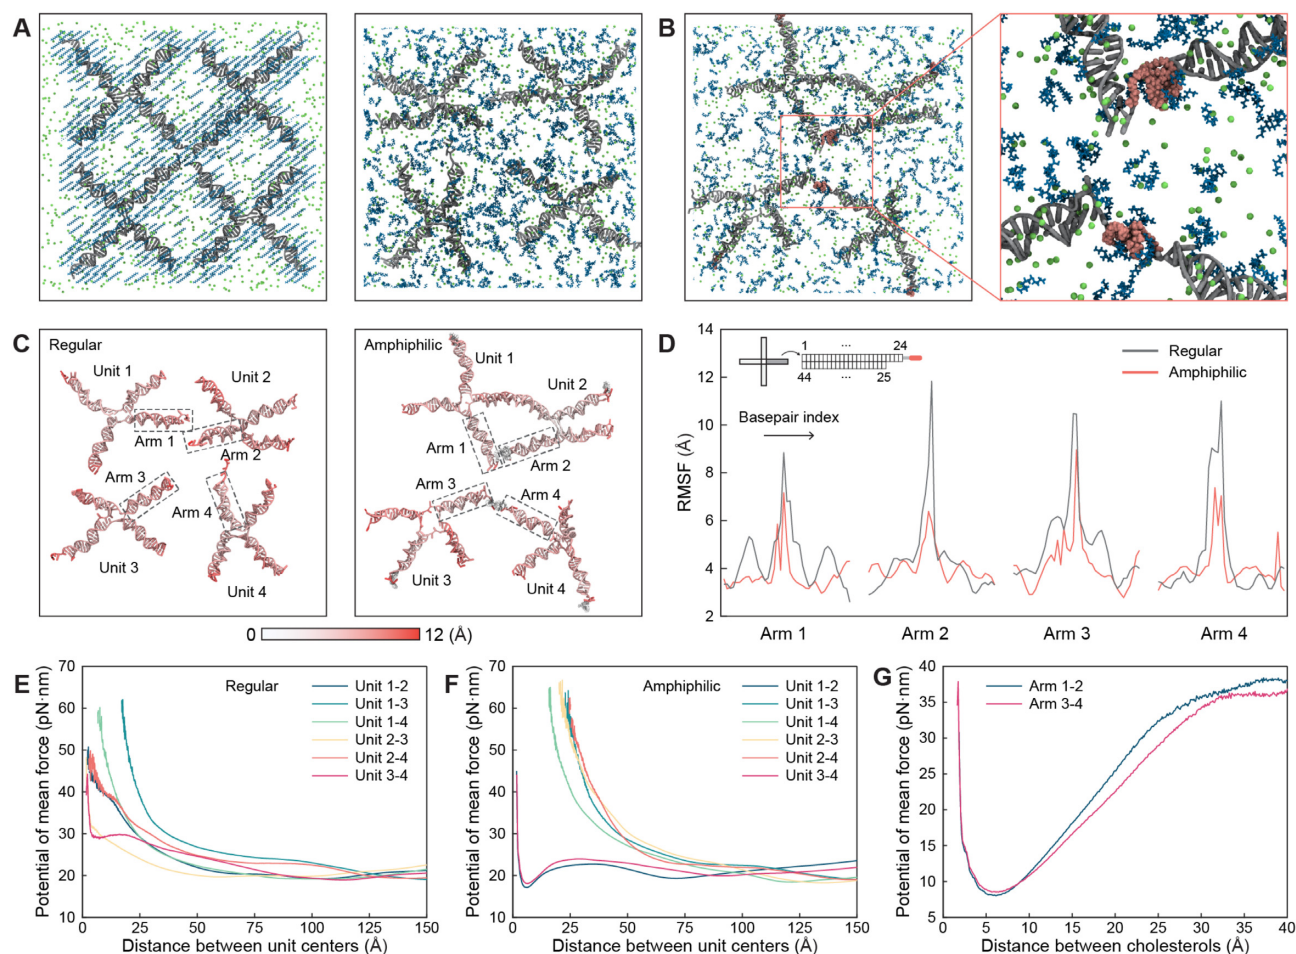 A
B
C
Regular
Unit 1
Unit 2
Arm 1
Arm 2
Arm 3
Arm 4
Unit 3
Unit 4
Amphiphilic
Unit 1
Unit 2
Arm 1
Arm 2
Arm 3
Arm 4
Unit 3
Unit 4
0 12 (Å)
D
RMSF (Å)
14
12
10
8
6
4
2
1 ... 24
44 ... 25
Basepair index
Regular
Amphiphilic
Arm 1 Arm 2 Arm 3 Arm 4
E
Potential of mean force (pN·nm)
70
60
50
40
30
20
10
Regular
Unit 1-2
Unit 1-3
Unit 1-4
Unit 2-3
Unit 2-4
Unit 3-4
0 25 50 75 100 125 150
Distance between unit centers (Å)
F
Potential of mean force (pN·nm)
70
60
50
40
30
20
10
Amphiphilic
Unit 1-2
Unit 1-3
Unit 1-4
Unit 2-3
Unit 2-4
Unit 3-4
0 25 50 75 100 125 150
Distance between unit centers (Å)
G
Potential of mean force (pN·nm)
40
35
30
25
20
15
10
5
Arm 1-2
Arm 3-4
0 5 10 15 20 25 30 35 40
Distance between cholesterols (Å)